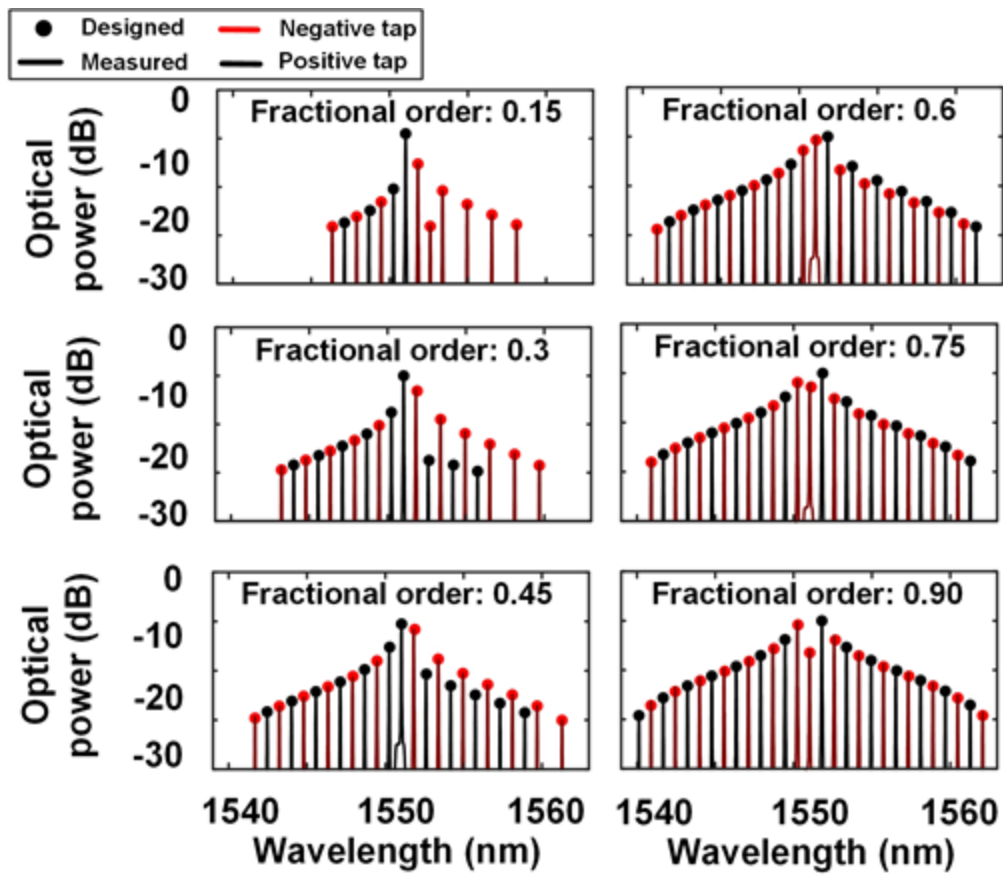 Designed
Negative tap
Measured
Positive tap
Optical power (dB)
0
-10
-20
-30
Fractional order: 0.15
Fractional order: 0.6
Optical power (dB)
0
-10
-20
-30
Fractional order: 0.3
Fractional order: 0.75
Optical power (dB)
0
-10
-20
-30
Fractional order: 0.45
Fractional order: 0.90
1540 1550 1560
1540 1550 1560
Wavelength (nm)
Wavelength (nm)